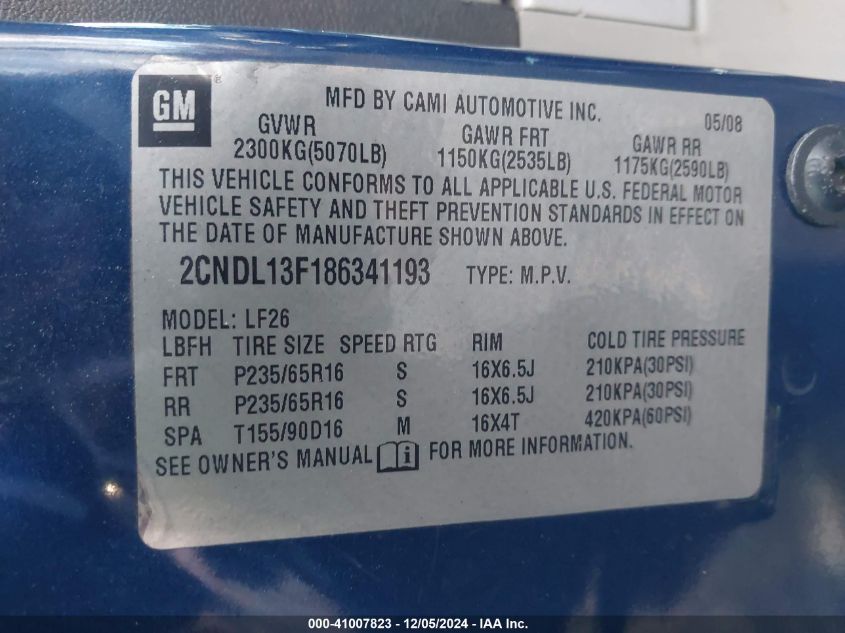 GM ® MFD BY CAMI AUTOMOTIVE INC. 05/08
GVWR GAWR FRT GAWR RR
2300KG(5070LB) 1150KG(2535LB) 1175KG(2590LB)
THIS VEHICLE CONFORMS TO ALL APPLICABLE U.S. FEDERAL MOTOR
VEHICLE SAFETY AND THEFT PREVENTION STANDARDS IN EFFECT ON
THE DATE OF MANUFACTURE SHOWN ABOVE.
2CNDL13F186341193 TYPE: M.P.V.
MODEL: LF26
LBFH TIRE SIZE SPEED RTG RIM COLD TIRE PRESSURE
FRT P235/65R16 S 16X6.5J 210KPA(30PSI)
RR P235/65R16 S 16X6.5J 210KPA(30PSI)
SPA T155/90D16 M 16X4T 420KPA(60PSI)
SEE OWNER'S MANUAL i FOR MORE INFORMATION.
000-41007823 - 12/05/2024 - IAA Inc.